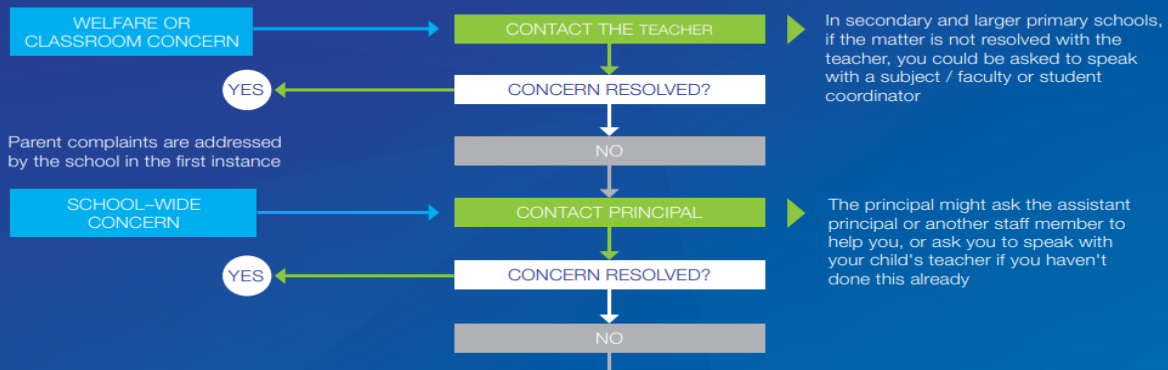 WELFARE OR
CLASSROOM CONCERN
CONTACT THE TEACHER
In secondary and larger primary schools,
if the matter is not resolved with the
teacher, you could be asked to speak
with a subject / faculty or student
coordinator
YES
CONCERN RESOLVED?
NO
Parent complaints are addressed
by the school in the first instance
SCHOOL–WIDE
CONCERN
CONTACT PRINCIPAL
The principal might ask the assistant
principal or another staff member to
help you, or ask you to speak with
your child's teacher if you haven't
done this already
YES
CONCERN RESOLVED?
NO